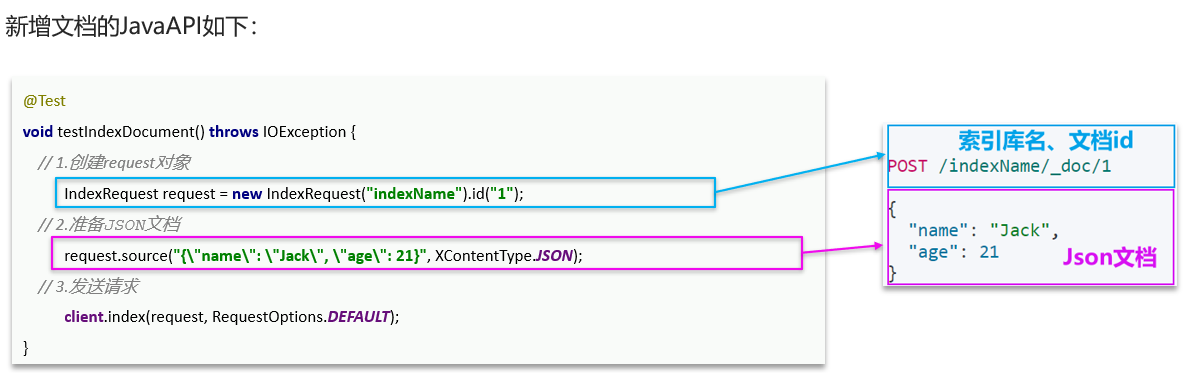 新增文档的JavaAPI如下：
@Test
void testIndexDocument() throws IOException {
// 1.创建request对象
IndexRequest request = new IndexRequest("indexName").id("1");
// 2.准备JSON文档
request.source("{\"name\": \"Jack\", \"age\": 21}", XContentType.JSON);
// 3.发送请求
client.index(request, RequestOptions.DEFAULT);
}
索引库名、文档id
POST /indexName/_doc/1
{
"name": "Jack",
"age": 21
Json文档
}